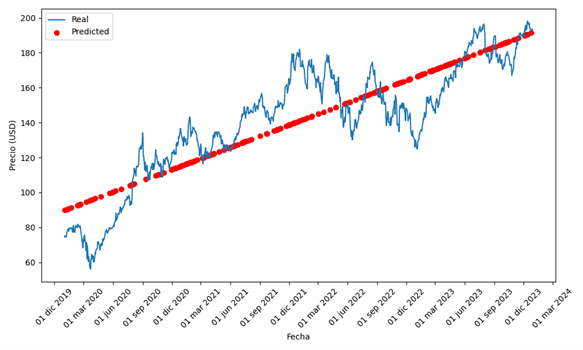 Real
Predicted
200
180
160
140
120
100
80
60
Precio (USD)
01 dic 2019
01 mar 2020
01 jun 2020
01 sep 2020
01 dic 2020
01 mar 2021
01 jun 2021
01 sep 2021
01 dic 2021
01 mar 2022
01 jun 2022
01 sep 2022
01 dic 2022
01 mar 2023
01 jun 2023
01 sep 2023
01 dic 2023
01 mar 2024
Fecha